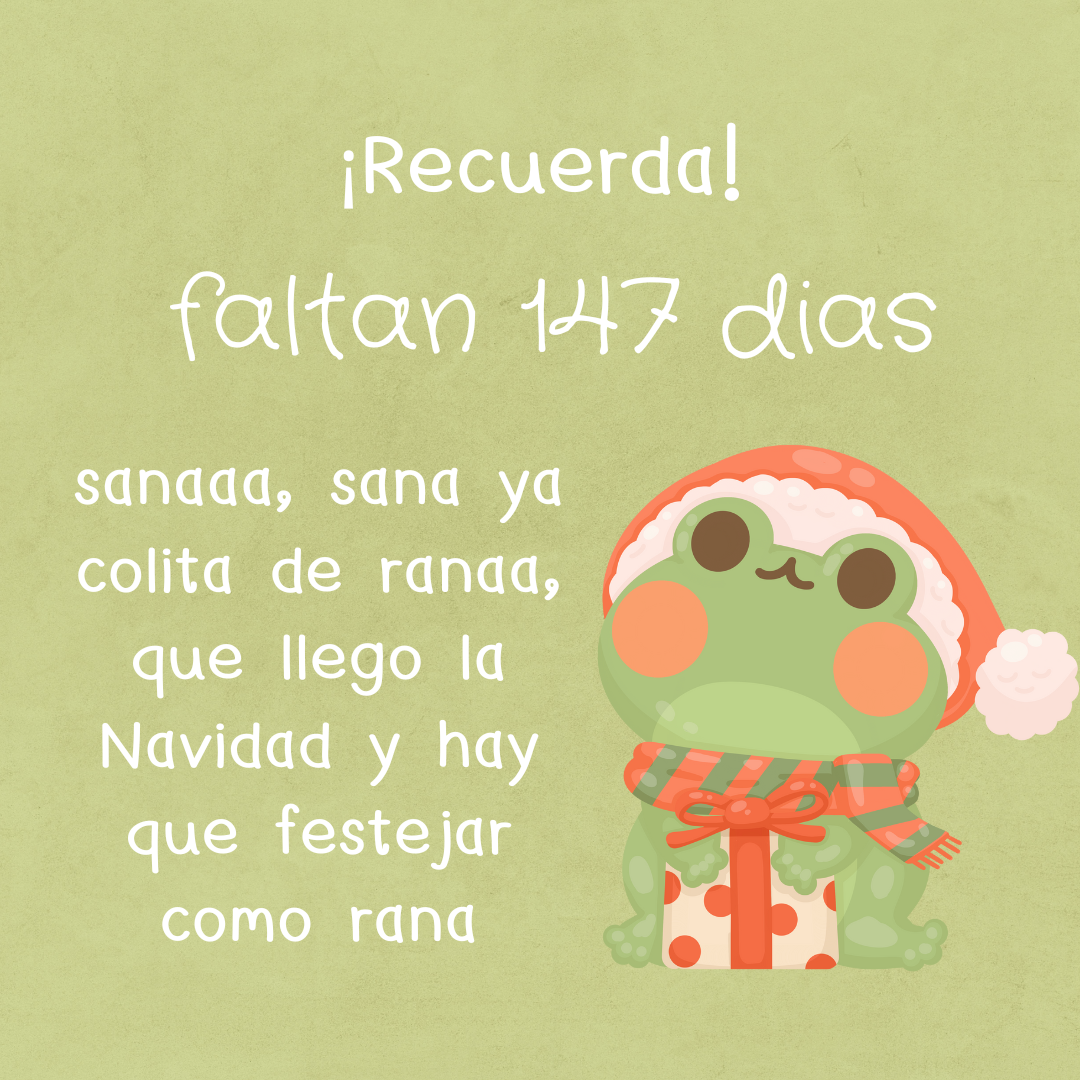 ¡Recuerda!
faltan 147 dias
sanaaa, sana ya
colita de ranaa,
que llego la
Navidad y hay
que festejar
como rana